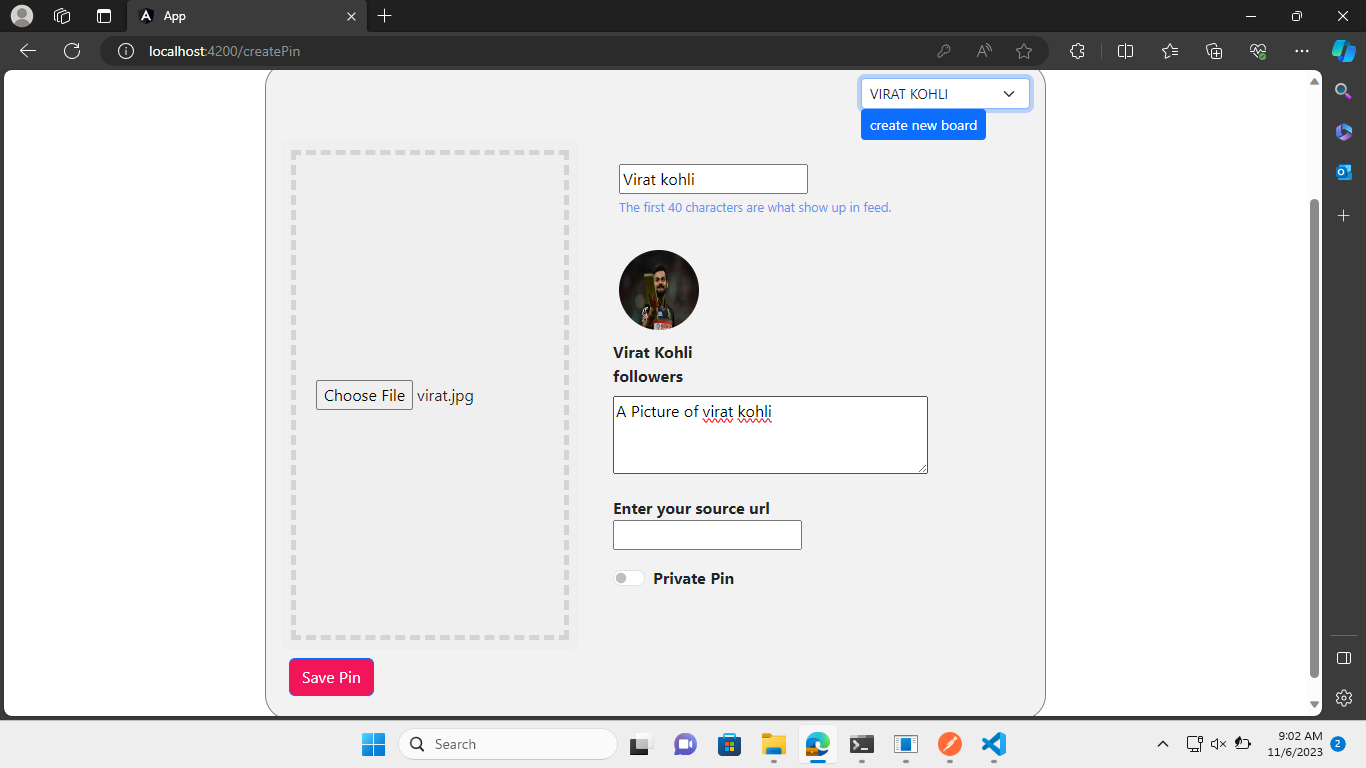 App
localhost:4200/createPin
VIRAT KOHLI
create new board
Virat kohli
The first 40 characters are what show up in feed.
Virat Kohli
followers
Choose File virat.jpg
A Picture of virat kohli
Enter your source url
Private Pin
Save Pin
Search
9:02 AM
11/6/2023
2